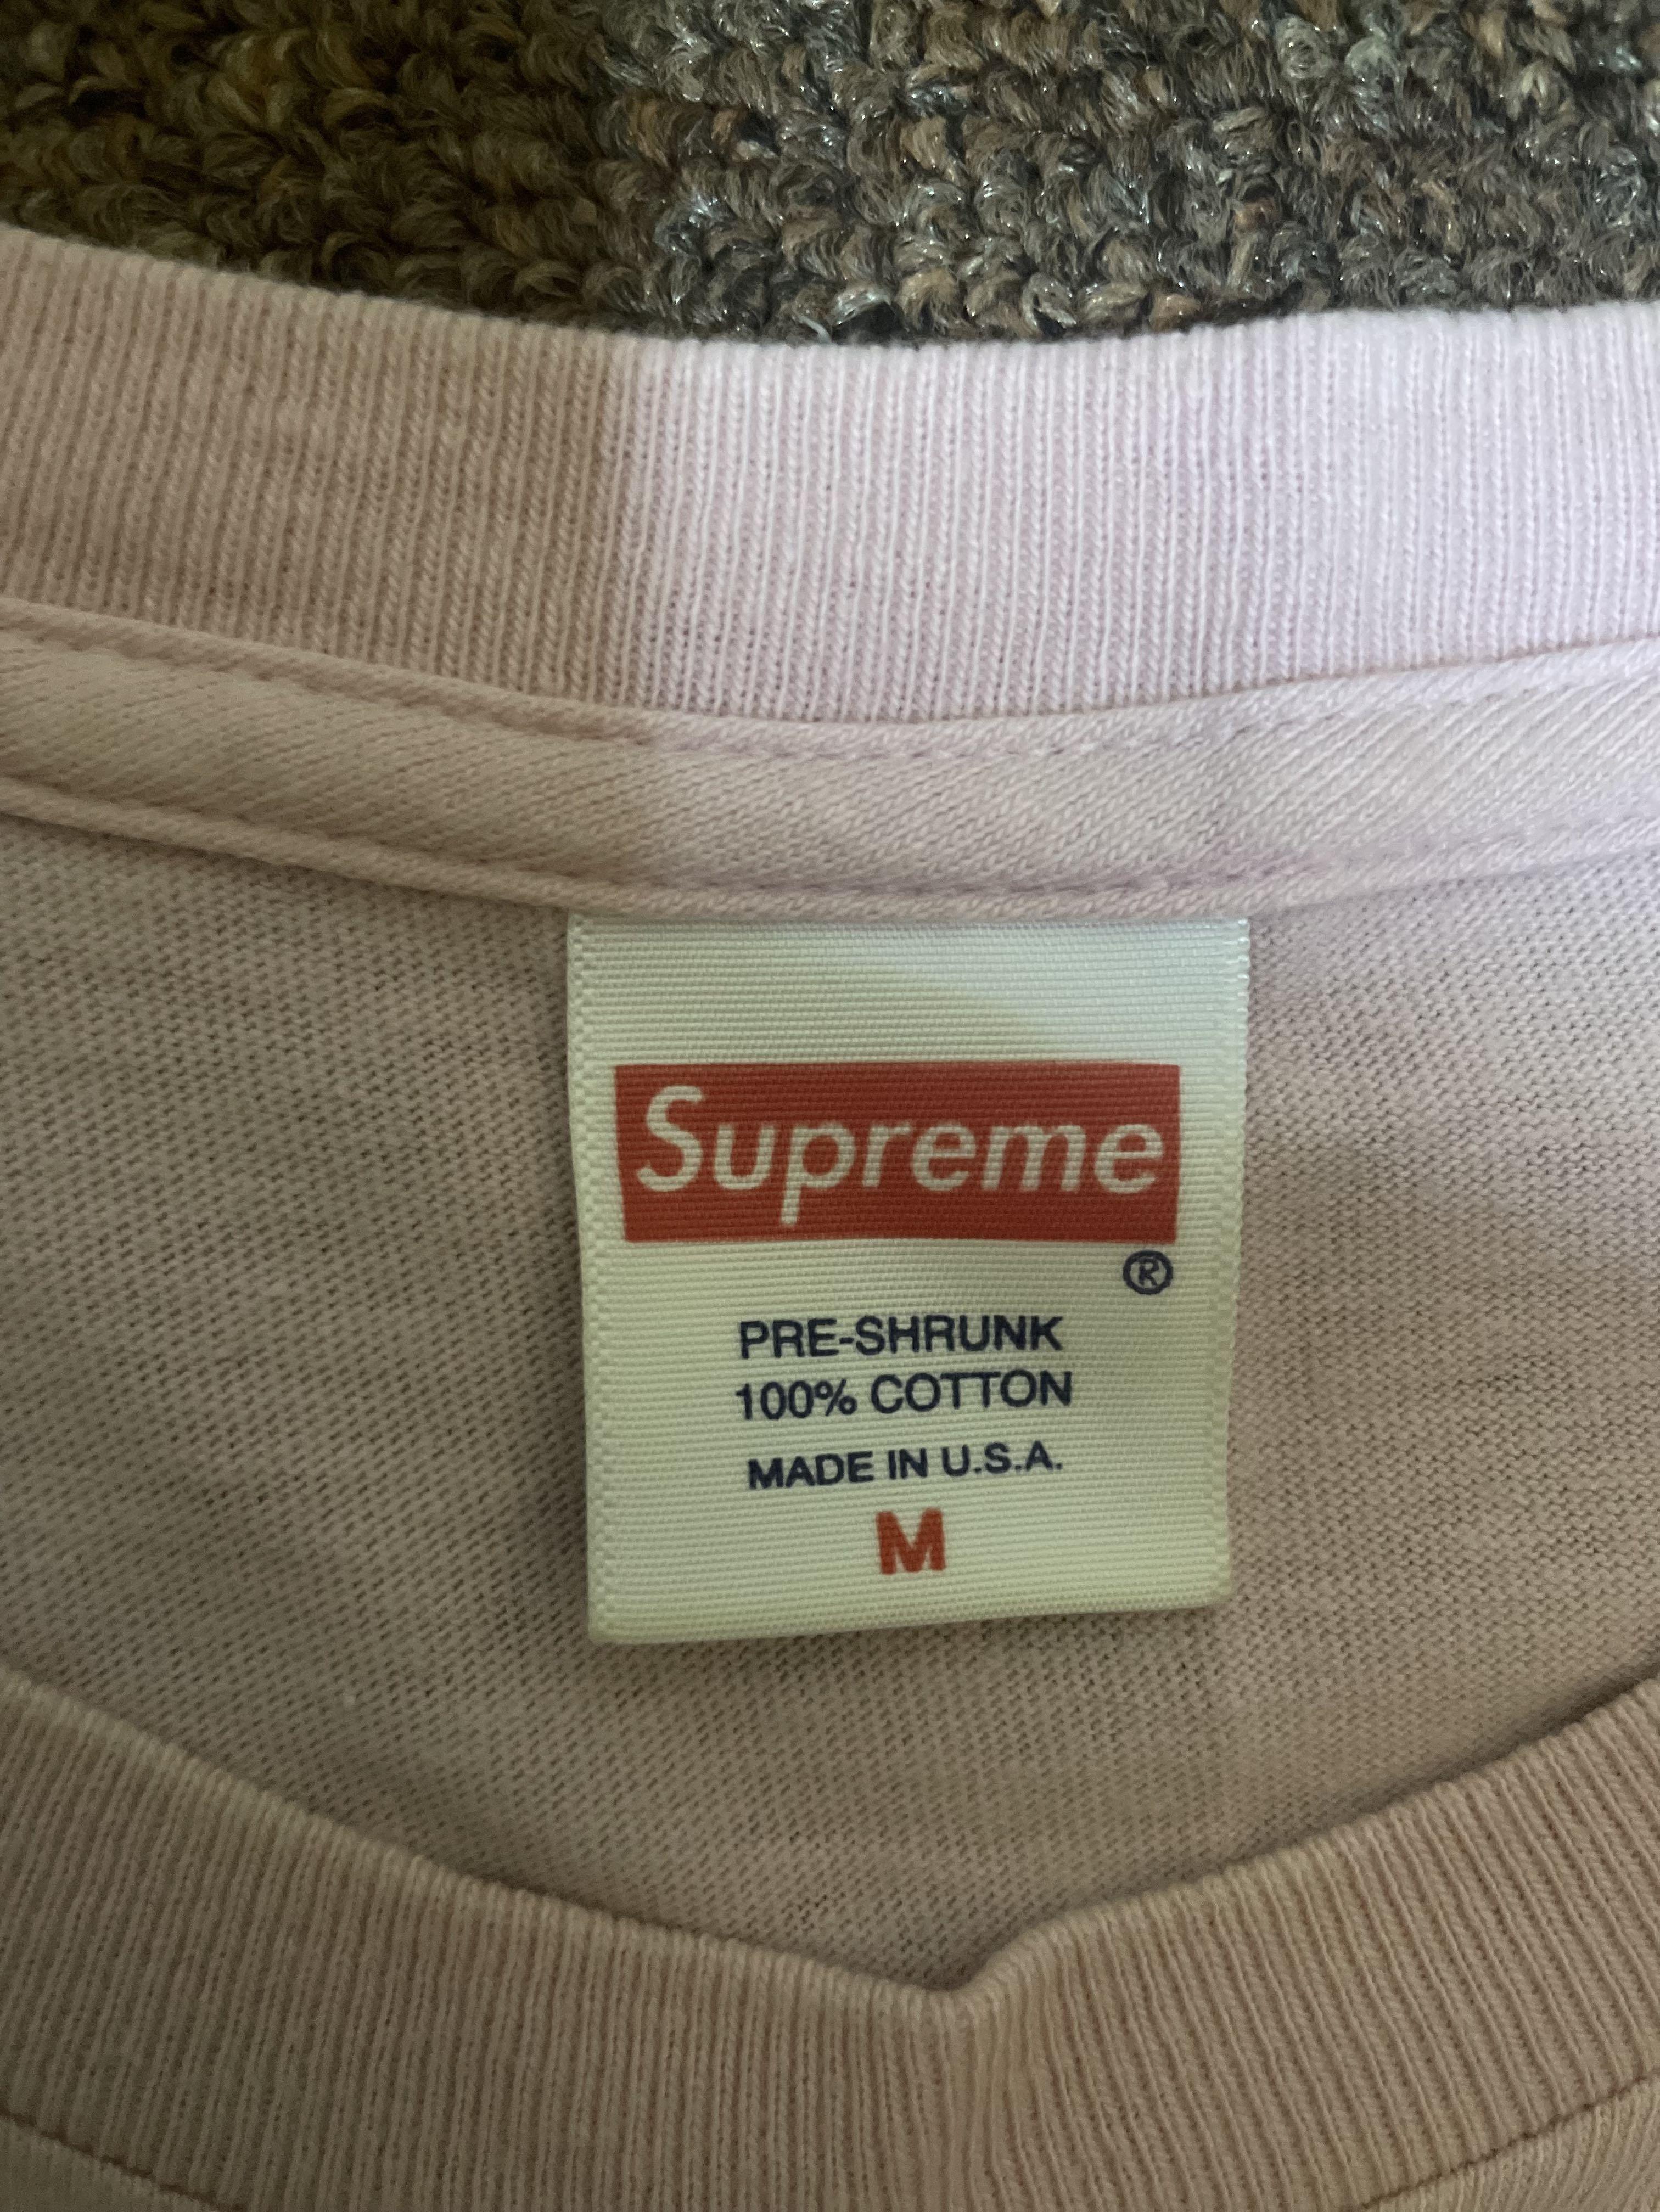 Supreme
®
PRE-SHRUNK
100% COTTON
MADE IN U.S.A.
M